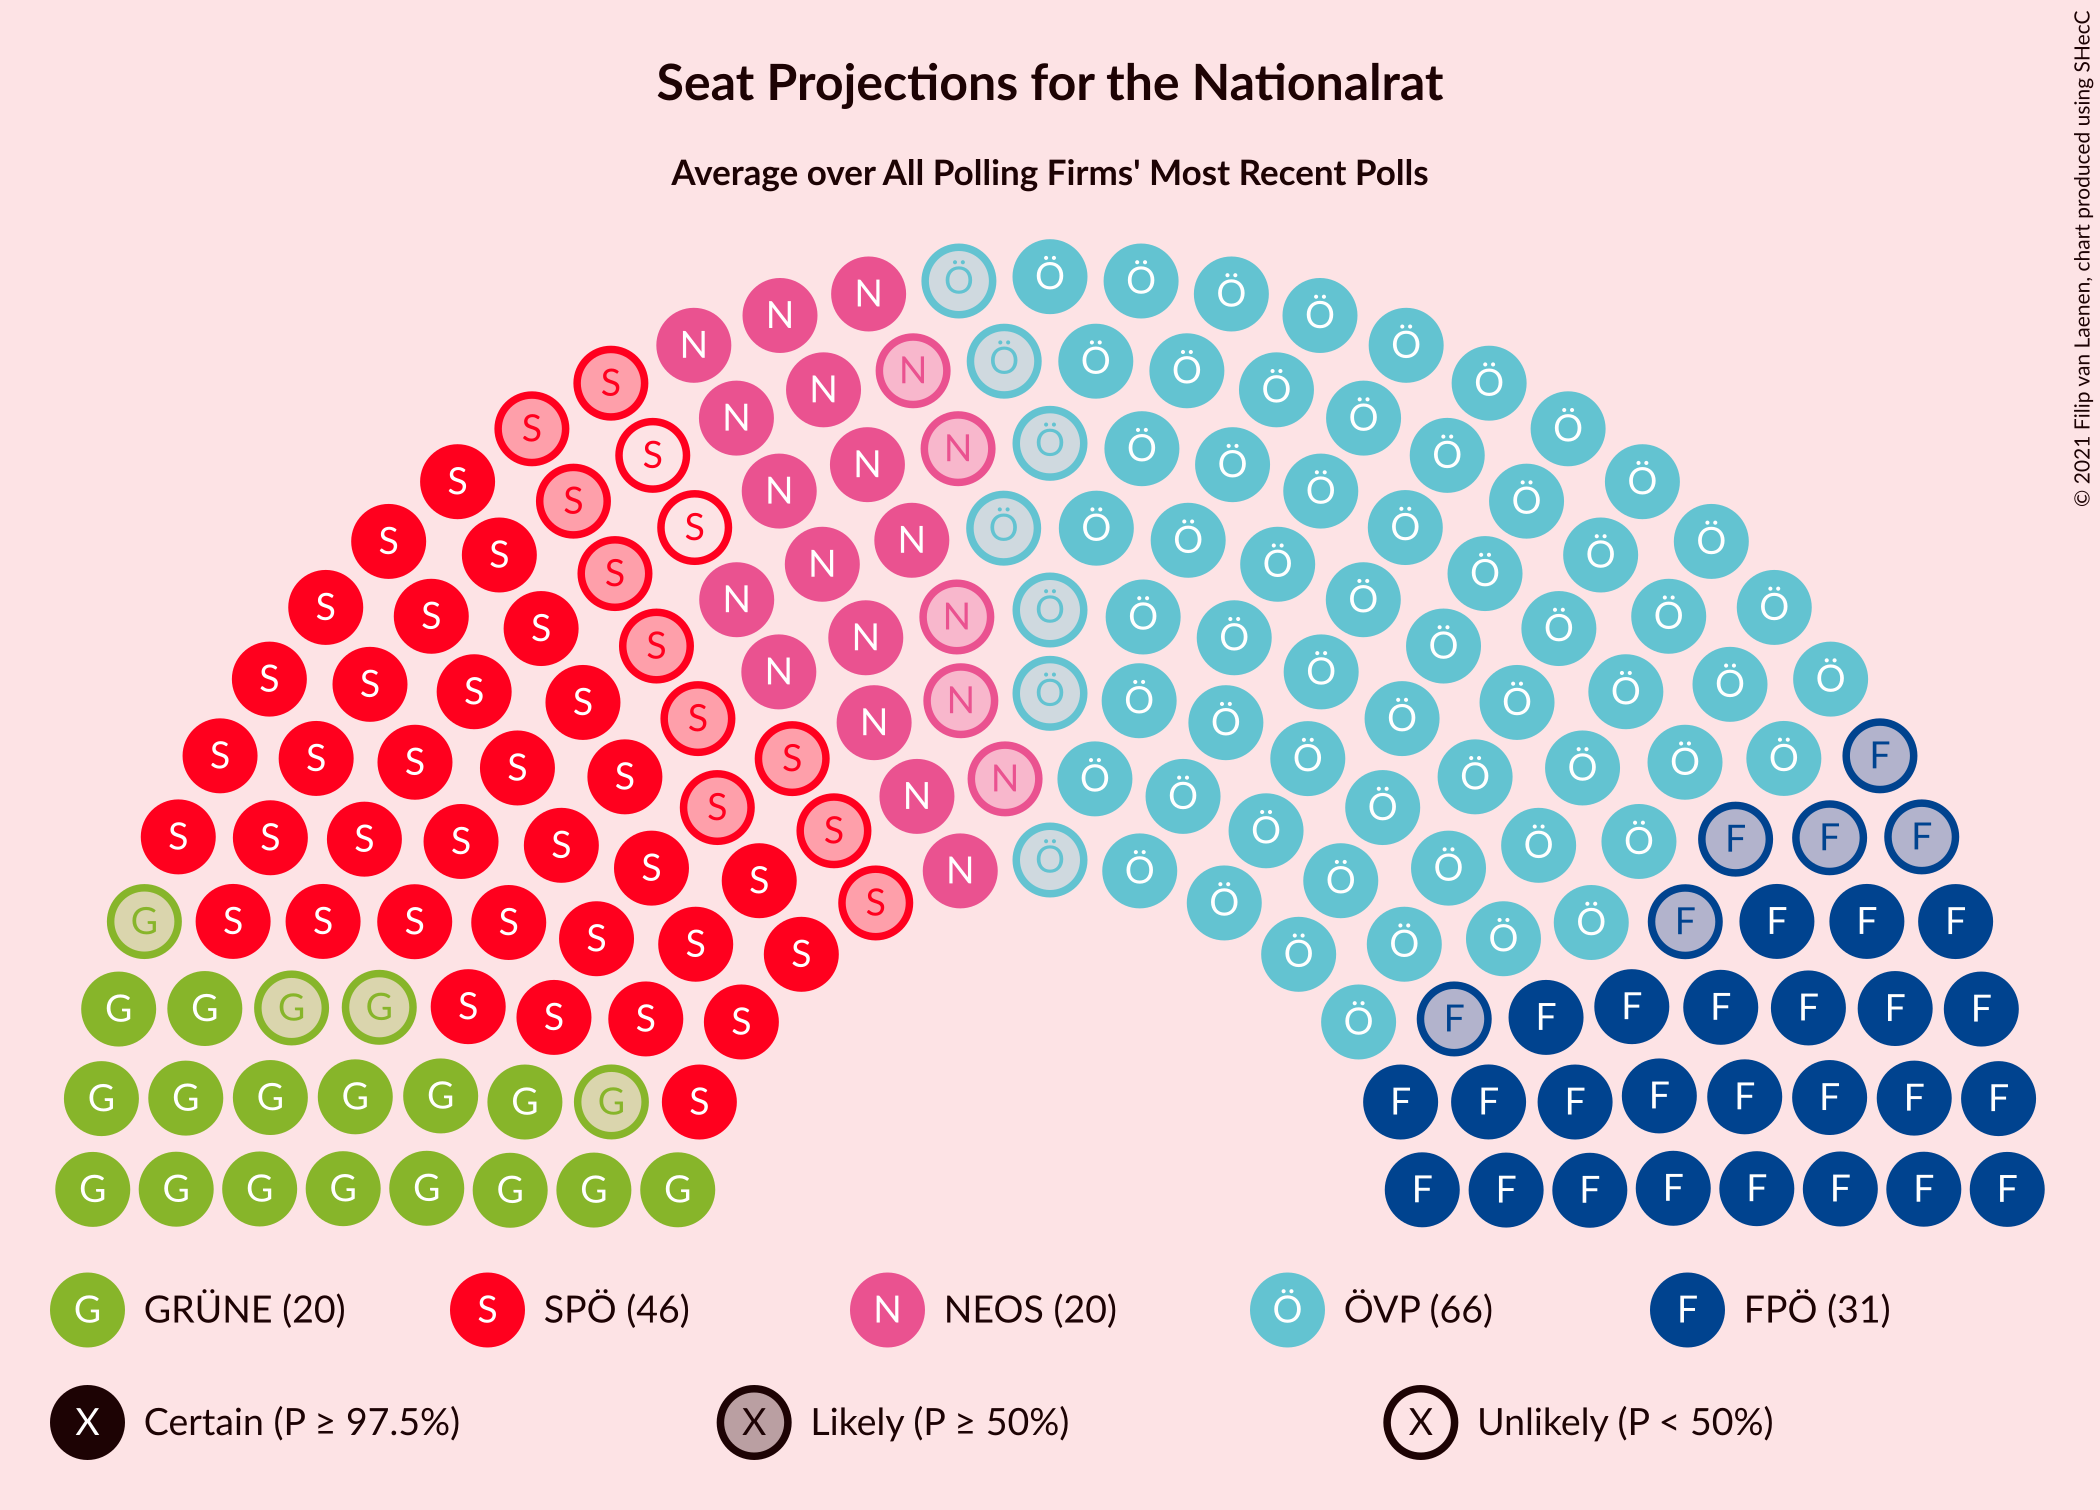 Seat Projections for the Nationalrat
Average over All Polling Firms' Most Recent Polls
© 2021 Filip van Laenen, chart produced using SHecC
Ö Ö Ö Ö Ö Ö Ö Ö Ö Ö Ö Ö
G GRÜNE (20) S SPÖ (46) N NEOS (20) Ö ÖVP (66) F FPÖ (31)
X Certain (P ≥ 97.5%) X Likely (P ≥ 50%) X Unlikely (P < 50%)